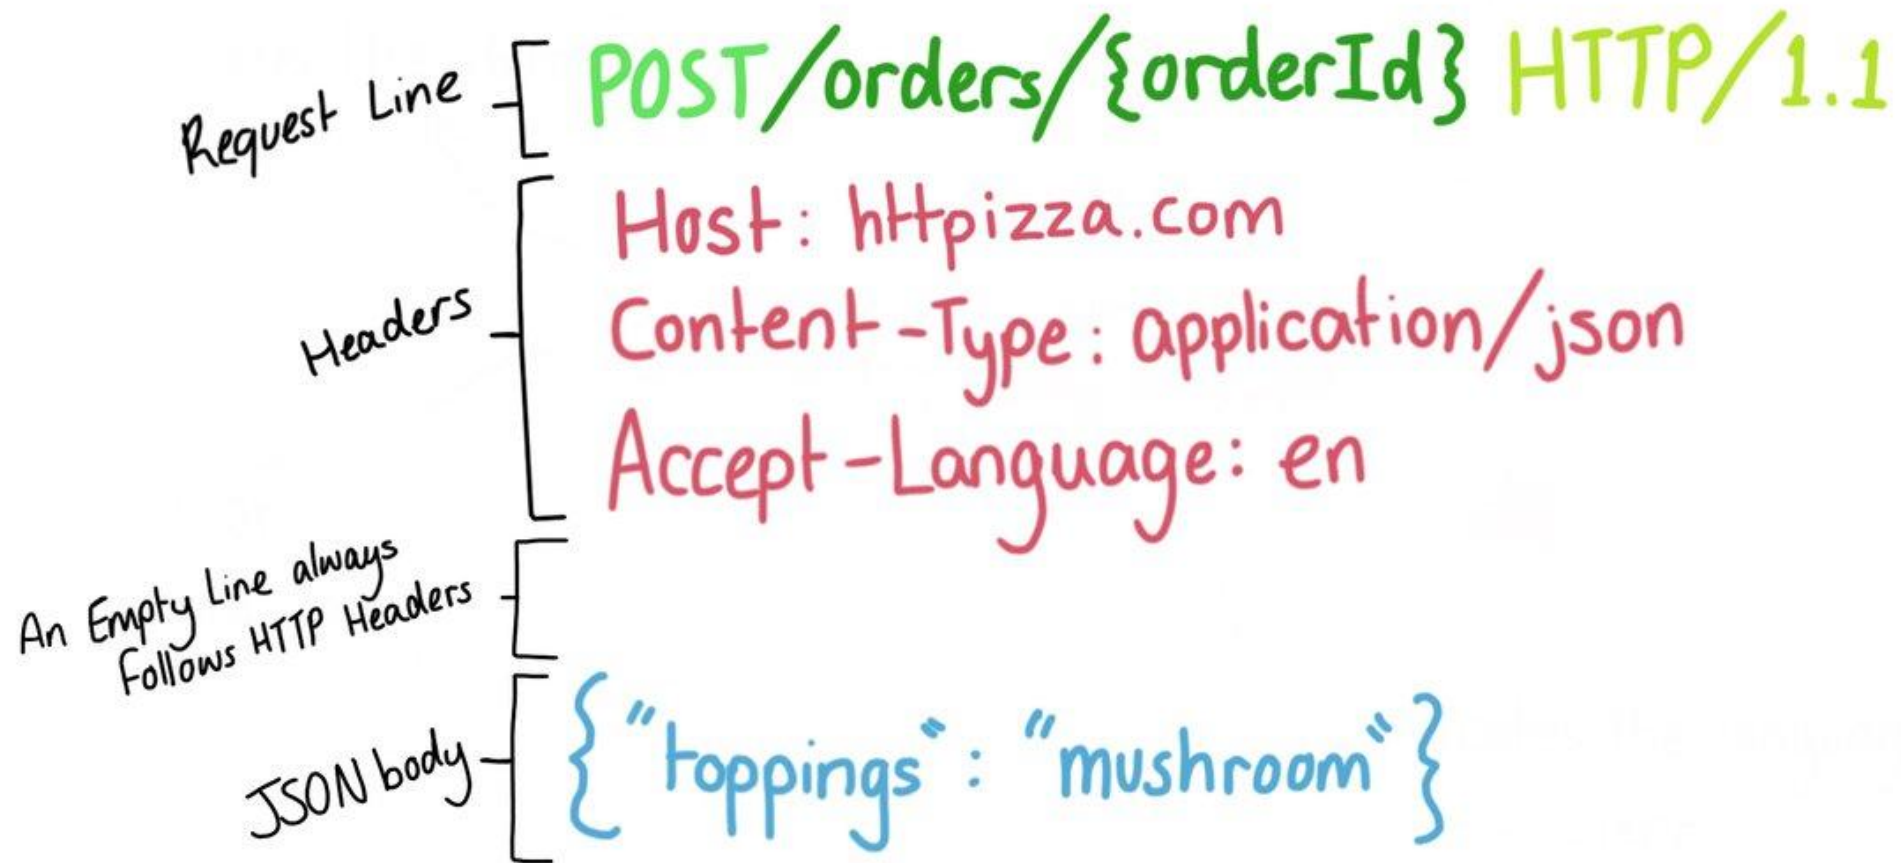 Request Line
POST /orders/{orderId} HTTP/1.1
Headers
Host: httpizza.com
Content-Type: application/json
Accept-Language: en
An Empty Line always
Follows HTTP Headers
JSON body
{"toppings": "mushroom"}